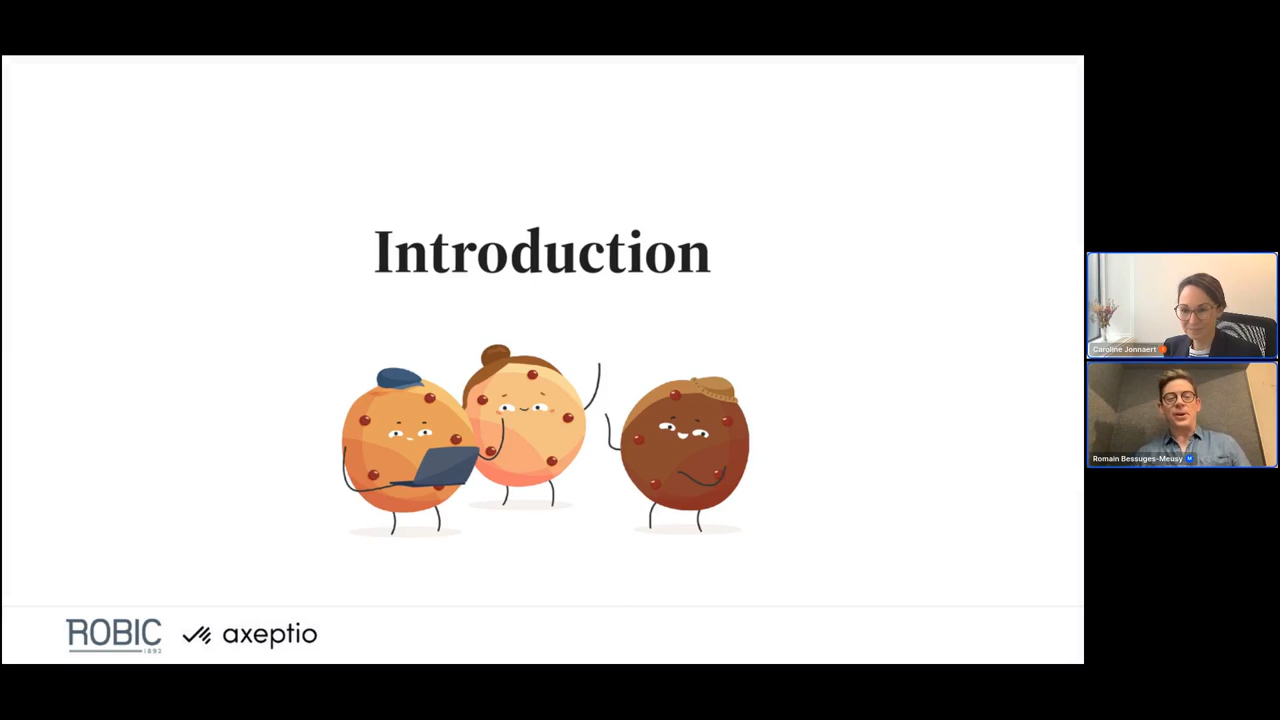 Introduction
ROBIC
1892
axeptio
Caroline Jonnaert
Romain Bessuges-Meusy